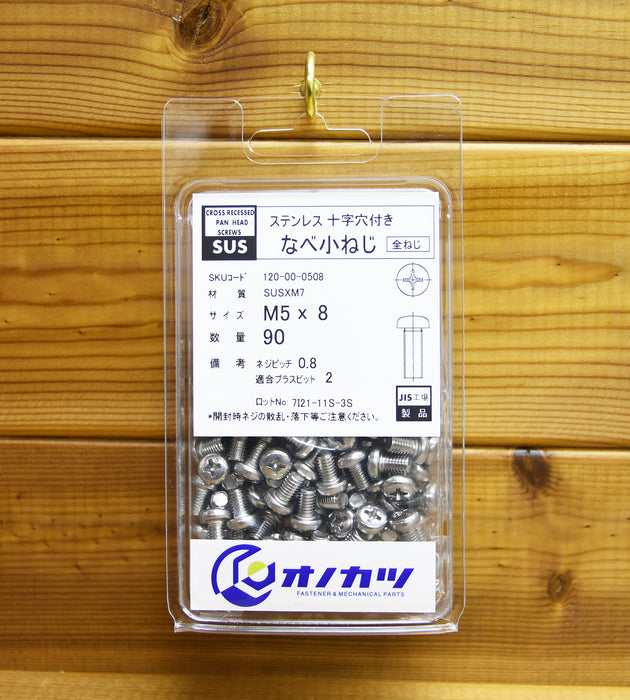 CROSS RECESSED
PAN HEAD
SCREWS
SUS
ステンレス 十字穴付き
なべ小ねじ 全ねじ
SKUコード 120-00-0508
材質 SUSXM7
サイズ M5 x 8
数量 90
備考 ネジピッチ 0.8
適合プラスビット 2
JIS工場
製品
ロットNo: 7I21-11S-3S
*開封時ネジの散乱・落下等ご注意ください。
オノカツ
FASTENER & MECHANICAL PARTS